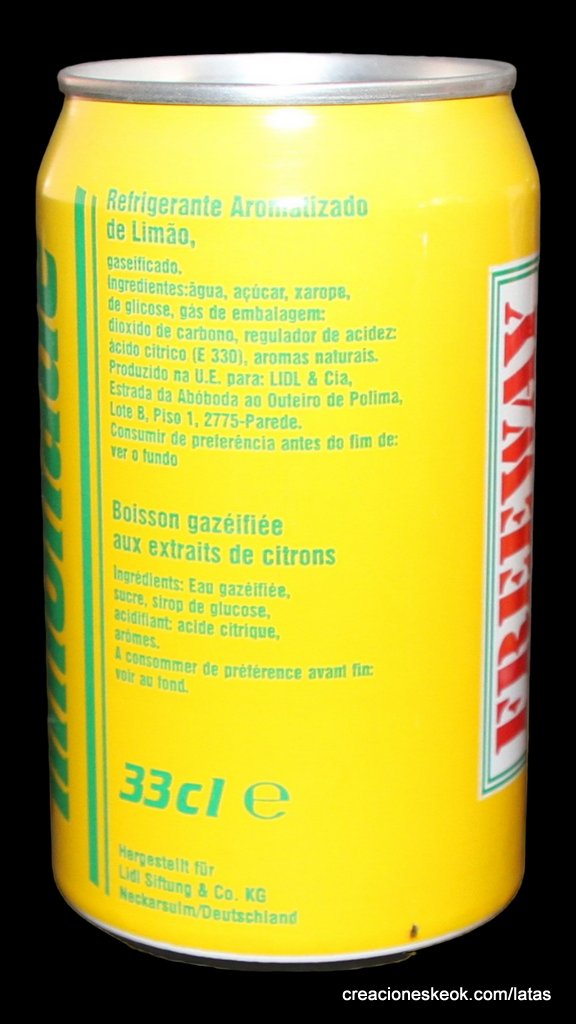 Refrigerante Aromatizado
de Limão,
gaseificado.
Ingredientes:água, açúcar, xarope,
de glicose, gás de embalagem:
dióxido de carbono, regulador de acidez:
ácido cítrico (E 330), aromas naturais.
Produzido na U.E. para: LIDL & Cia,
Estrada da Abóboda ao Outeiro de Polima,
Lote B, Piso 1, 2775-Parede.
Consumir de preferência antes do fim de:
ver o fundo
Boisson gazéifiée
aux extraits de citrons
Ingrédients: Eau gazéifiée,
sucre, sirop de glucose,
acidifiant: acide citrique,
arômes.
A consommer de préférence avant fin:
voir au fond.
33cl e
Hergestellt für
Lidl Siftung & Co. KG
Neckarsulm/Deutschland
FREEWAY
creacioneskeok.com/latas